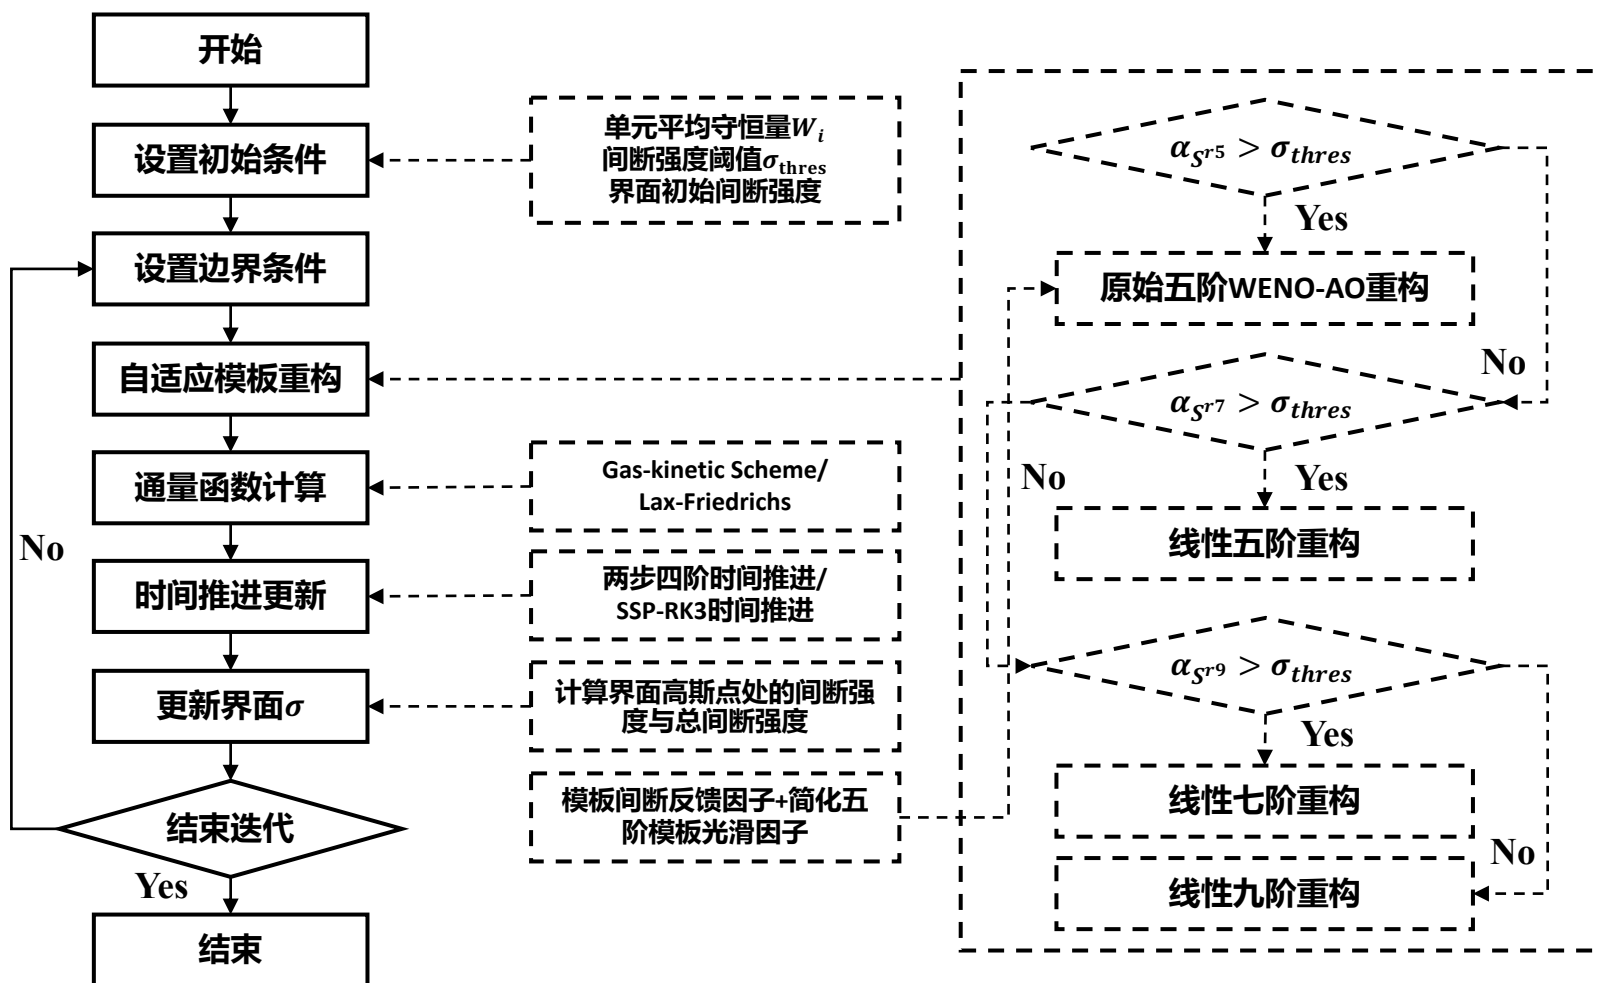 开始
设置初始条件
设置边界条件
自适应模板重构
通量函数计算
时间推进更新
更新界面σ
结束迭代
No
Yes
结束
单元平均守恒量W_i
间断强度阈值σ_thres
界面初始间断强度
Gas-kinetic Scheme/
Lax-Friedrichs
两步四阶时间推进/
SSP-RK3时间推进
计算界面高斯点处的间断强
度与总间断强度
模板间断反馈因子+简化五
阶模板光滑因子
α_{S^{r5}} > σ_{thres}
Yes
原始五阶WENO-AO重构
No
α_{S^{r7}} > σ_{thres}
No
Yes
线性五阶重构
α_{S^{r9}} > σ_{thres}
Yes
线性七阶重构
No
线性九阶重构